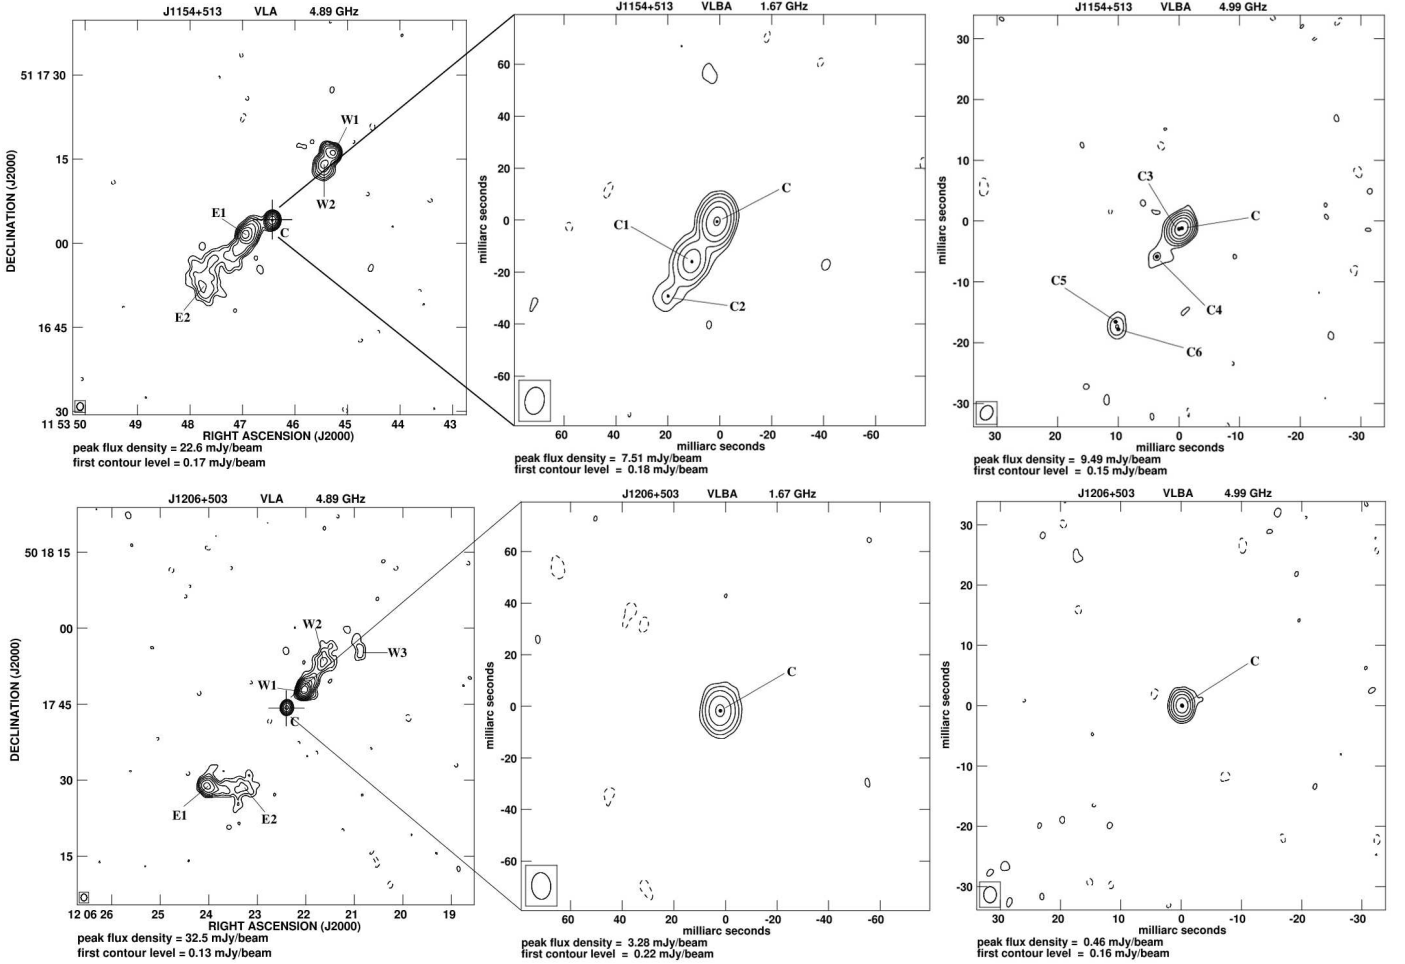 J1154+513 VLA 4.89 GHz
DECLINATION (J2000)
51 17 30
15
00
16 45
30
W1
W2
E1
C
E2
11 53 50 48 47 46 45 44 43
RIGHT ASCENSION (J2000)
peak flux density = 22.6 mJy/beam
first contour level = 0.17 mJy/beam
J1154+513 VLBA 1.67 GHz
milliarc seconds
60
40
20
0
-20
-40
-60
C
C1
C2
60 40 20 0 -20 -40
milliarc seconds
peak flux density = 7.51 mJy/beam
first contour level = 0.18 mJy/beam
J1154+513 VLBA 4.99 GHz
milliarc seconds
30
20
10
0
-10
-20
-30
C3
C
C5
C4
C6
30 20 10 0 -10 -20 -30
milliarc seconds
peak flux density = 9.49 mJy/beam
first contour level = 0.15 mJy/beam
J1206+503 VLA 4.89 GHz
DECLINATION (J2000)
50 18 15
00
17 45
30
15
W2
W3
W1
C
E1
E2
12 06 26 25 24 23 22 21 20 19
RIGHT ASCENSION (J2000)
peak flux density = 32.5 mJy/beam
first contour level = 0.13 mJy/beam
J1206+503 VLBA 1.67 GHz
milliarc seconds
60
40
20
0
-20
-40
-60
C
60 40 20 0 -20 -40 -60
milliarc seconds
peak flux density = 3.28 mJy/beam
first contour level = 0.22 mJy/beam
J1206+503 VLBA 4.99 GHz
milliarc seconds
30
20
10
0
-10
-20
-30
C
30 20 10 0 -10 -20 -30
milliarc seconds
peak flux density = 0.46 mJy/beam
first contour level = 0.16 mJy/beam